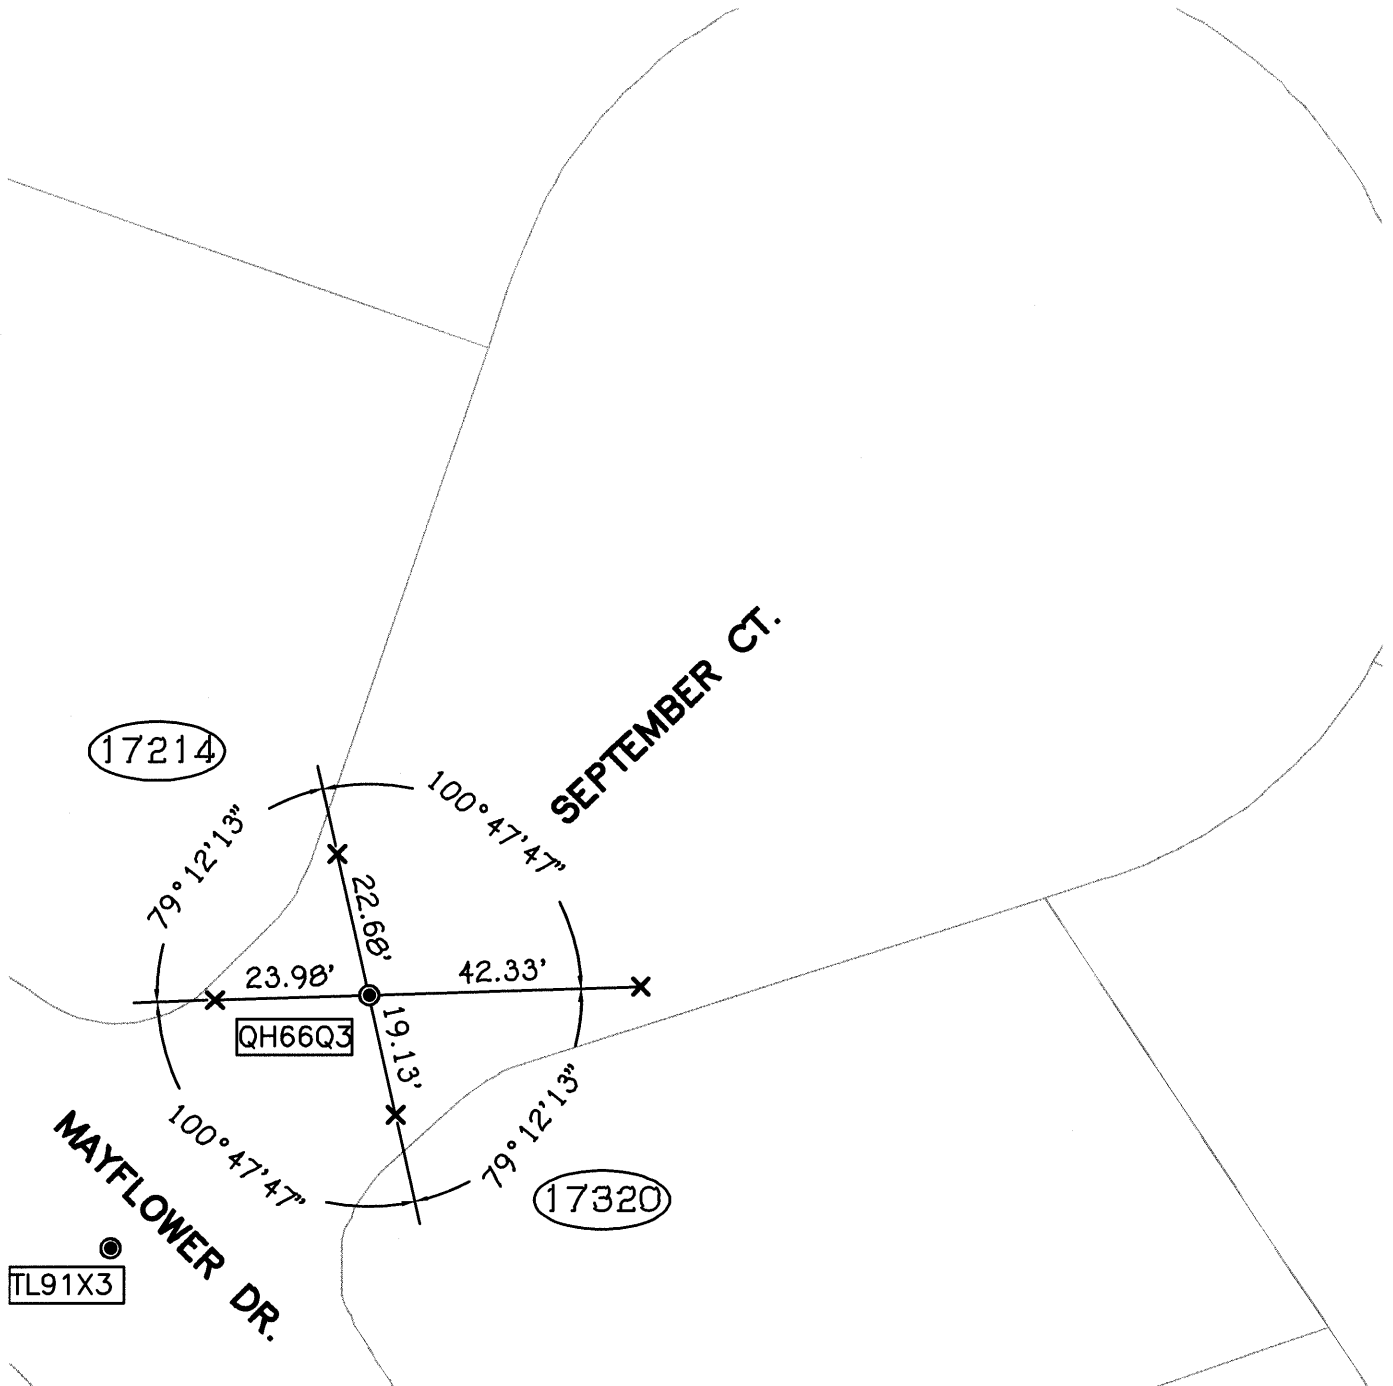 SEPTEMBER CT.
17214
100°47'47"
79°12'13"
22.68'
23.98'
42.33'
QH66Q3
19.13'
79°12'13"
100°47'47"
MAYFLOWER DR.
17320
TL91X3